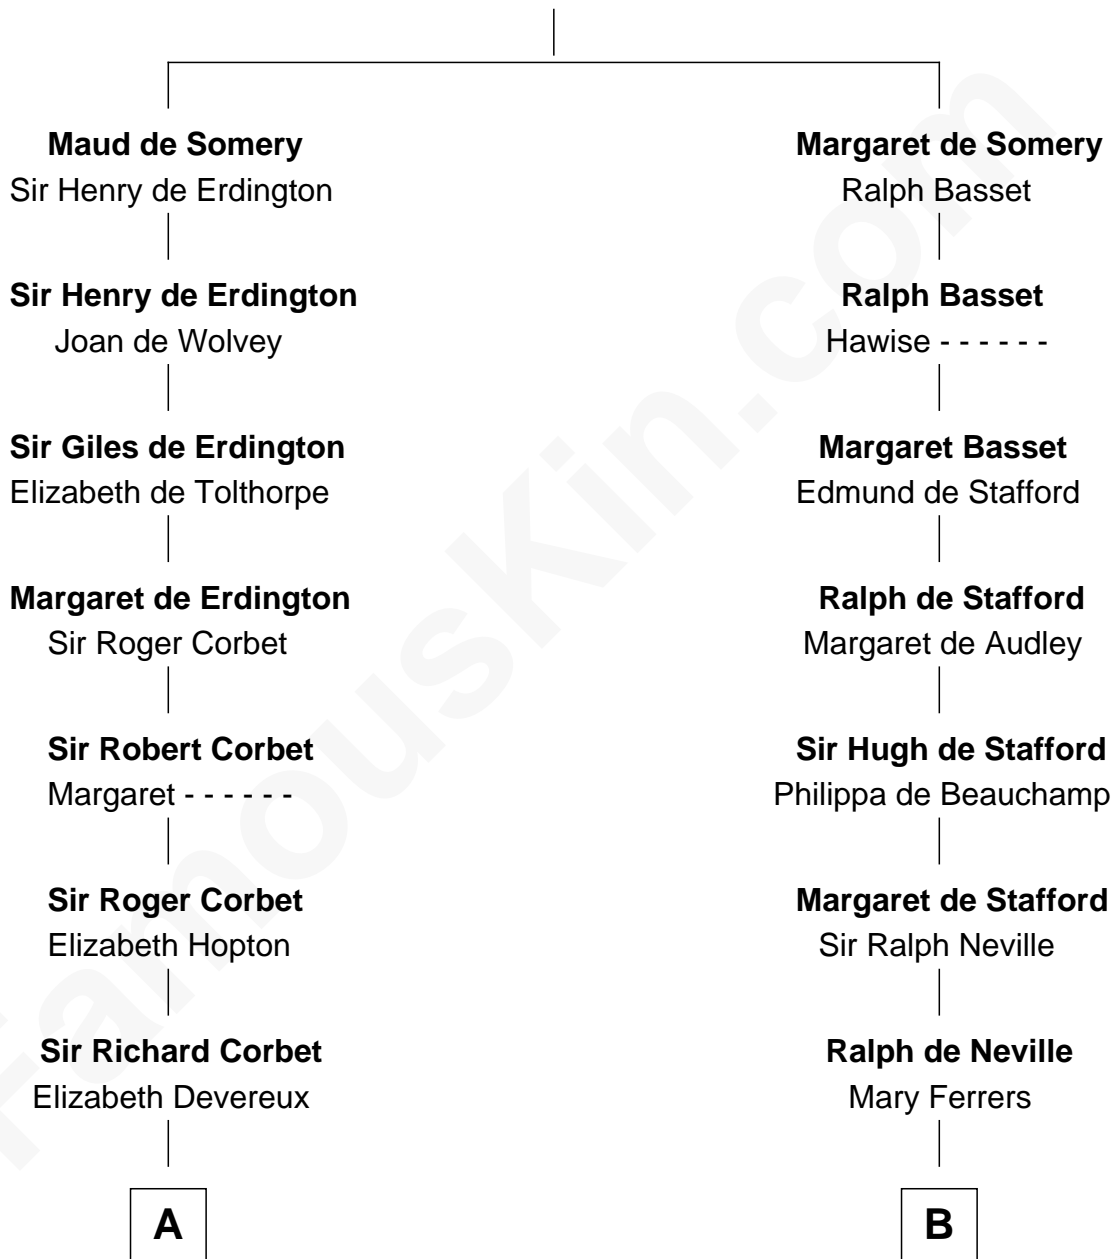 Maud de Somery
Sir Henry de Erdington
Sir Henry de Erdington
Joan de Wolvey
Sir Giles de Erdington
Elizabeth de Tolthorpe
Margaret de Erdington
Sir Roger Corbet
Sir Robert Corbet
Margaret - - - - - -
Sir Roger Corbet
Elizabeth Hopton
Sir Richard Corbet
Elizabeth Devereux
A
Margaret de Somery
Ralph Basset
Ralph Basset
Hawise - - - - - -
Margaret Basset
Edmund de Stafford
Ralph de Stafford
Margaret de Audley
Sir Hugh de Stafford
Philippa de Beauchamp
Margaret de Stafford
Sir Ralph Neville
Ralph de Neville
Mary Ferrers
B
FamousKin.com